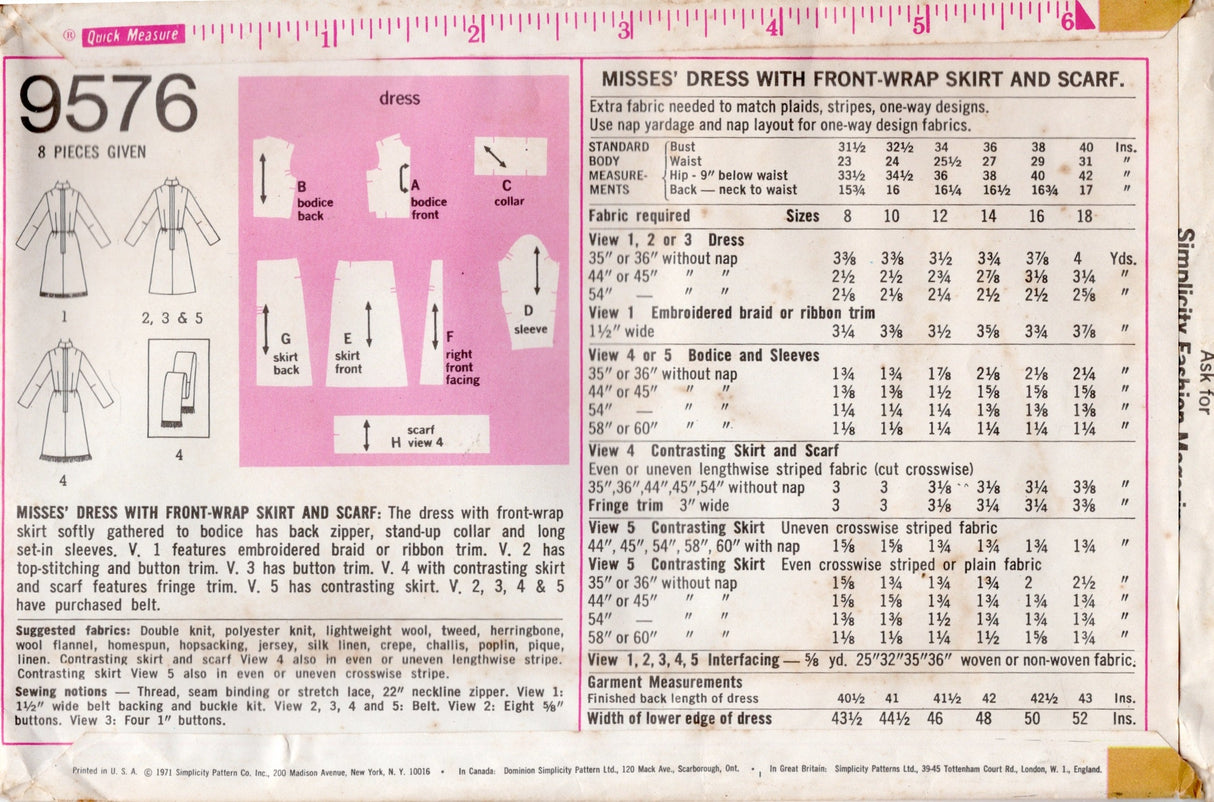 ® Quick Measure 1 2 3 4 5 6
9576
8 PIECES GIVEN
1
2, 3 & 5
4
4
dress
B
bodice
back
A
bodice
front
C
collar
D
sleeve
G
skirt
back
E
skirt
front
F
right
front
facing
scarf
H view 4
MISSES' DRESS WITH FRONT-WRAP SKIRT AND SCARF: The dress with front-wrap
skirt softly gathered to bodice has back zipper, stand-up collar and long
set-in sleeves. V. 1 features embroidered braid or ribbon trim. V. 2 has
top-stitching and button trim. V. 3 has button trim. V. 4 with contrasting skirt
and scarf features fringe trim. V. 5 has contrasting skirt. V. 2, 3, 4 & 5
have purchased belt.
Suggested fabrics: Double knit, polyester knit, lightweight wool, tweed, herringbone,
wool flannel, homespun, hopsacking, jersey, silk linen, crepe, challis, poplin, pique,
linen. Contrasting skirt and scarf View 4 also in even or uneven lengthwise stripe.
Contrasting skirt View 5 also in even or uneven crosswise stripe.
Sewing notions — Thread, seam binding or stretch lace, 22" neckline zipper. View 1:
1½" wide belt backing and buckle kit. View 2, 3, 4 and 5: Belt. View 2: Eight ⅝"
buttons. View 3: Four 1" buttons.
MISSES' DRESS WITH FRONT-WRAP SKIRT AND SCARF.
Extra fabric needed to match plaids, stripes, one-way designs.
Use nap yardage and nap layout for one-way design fabrics.
STANDARD Bust 31½ 32½ 34 36 38 40 Ins.
BODY Waist 23 24 25½ 27 29 31 "
MEASURE- Hip - 9" below waist 33½ 34½ 36 38 40 42 "
MENTS Back — neck to waist 15¾ 16 16¼ 16½ 16¾ 17 "
Fabric required Sizes 8 10 12 14 16 18
View 1, 2 or 3 Dress
35" or 36" without nap 3⅜ 3⅜ 3½ 3¾ 3⅞ 4 Yds.
44" or 45" " " 2½ 2½ 2¾ 2⅞ 3⅛ 3¼ "
54" — " " 2⅛ 2⅛ 2¼ 2½ 2½ 2⅝ "
View 1 Embroidered braid or ribbon trim
1½" wide 3¼ 3⅜ 3½ 3⅝ 3¾ 3⅞ "
View 4 or 5 Bodice and Sleeves
35" or 36" without nap 1¾ 1¾ 1⅞ 2⅛ 2⅛ 2¼ "
44" or 45" " " 1⅜ 1⅜ 1½ 1⅝ 1⅝ 1⅝ "
54" — " " 1¼ 1¼ 1¼ 1⅜ 1⅜ 1⅜ "
58" or 60" " " 1⅛ 1⅛ 1¼ 1¼ 1¼ 1¼ "
View 4 Contrasting Skirt and Scarf
Even or uneven lengthwise striped fabric (cut crosswise)
35",36",44",45",54" without nap 3 3 3⅛ 3⅛ 3¼ 3⅜ "
Fringe trim 3" wide 3 3 3⅛ 3¼ 3¼ 3⅜ "
View 5 Contrasting Skirt Uneven crosswise striped fabric
44", 45", 54", 58", 60" with nap 1⅝ 1⅝ 1¾ 1¾ 1¾ 1¾ "
View 5 Contrasting Skirt Even crosswise striped or plain fabric
35" or 36" without nap 1⅝ 1¾ 1¾ 1¾ 2 2½ "
44" or 45" " " 1⅝ 1⅝ 1¾ 1¾ 1¾ 1¾ "
54" — " " 1⅜ 1⅜ 1½ 1¾ 1¾ 1¾ "
58" or 60" " " 1⅛ 1⅛ 1¼ 1½ 1⅝ 1¾ "
View 1, 2, 3, 4, 5 Interfacing — ⅝ yd. 25"32"35"36" woven or non-woven fabric.
Garment Measurements
Finished back length of dress 40½ 41 41½ 42 42½ 43 Ins.
Width of lower edge of dress 43½ 44½ 46 48 50 52 Ins.
Ask for
Simplicity Fashion
Printed in U. S. A. © 1971 Simplicity Pattern Co. Inc., 200 Madison Avenue, New York, N. Y. 10016 • In Canada: Dominion Simplicity Pattern Ltd., 120 Mack Ave., Scarborough, Ont. • In Great Britain: Simplicity Patterns Ltd., 39-45 Tottenham Court Rd., London, W. 1., England.